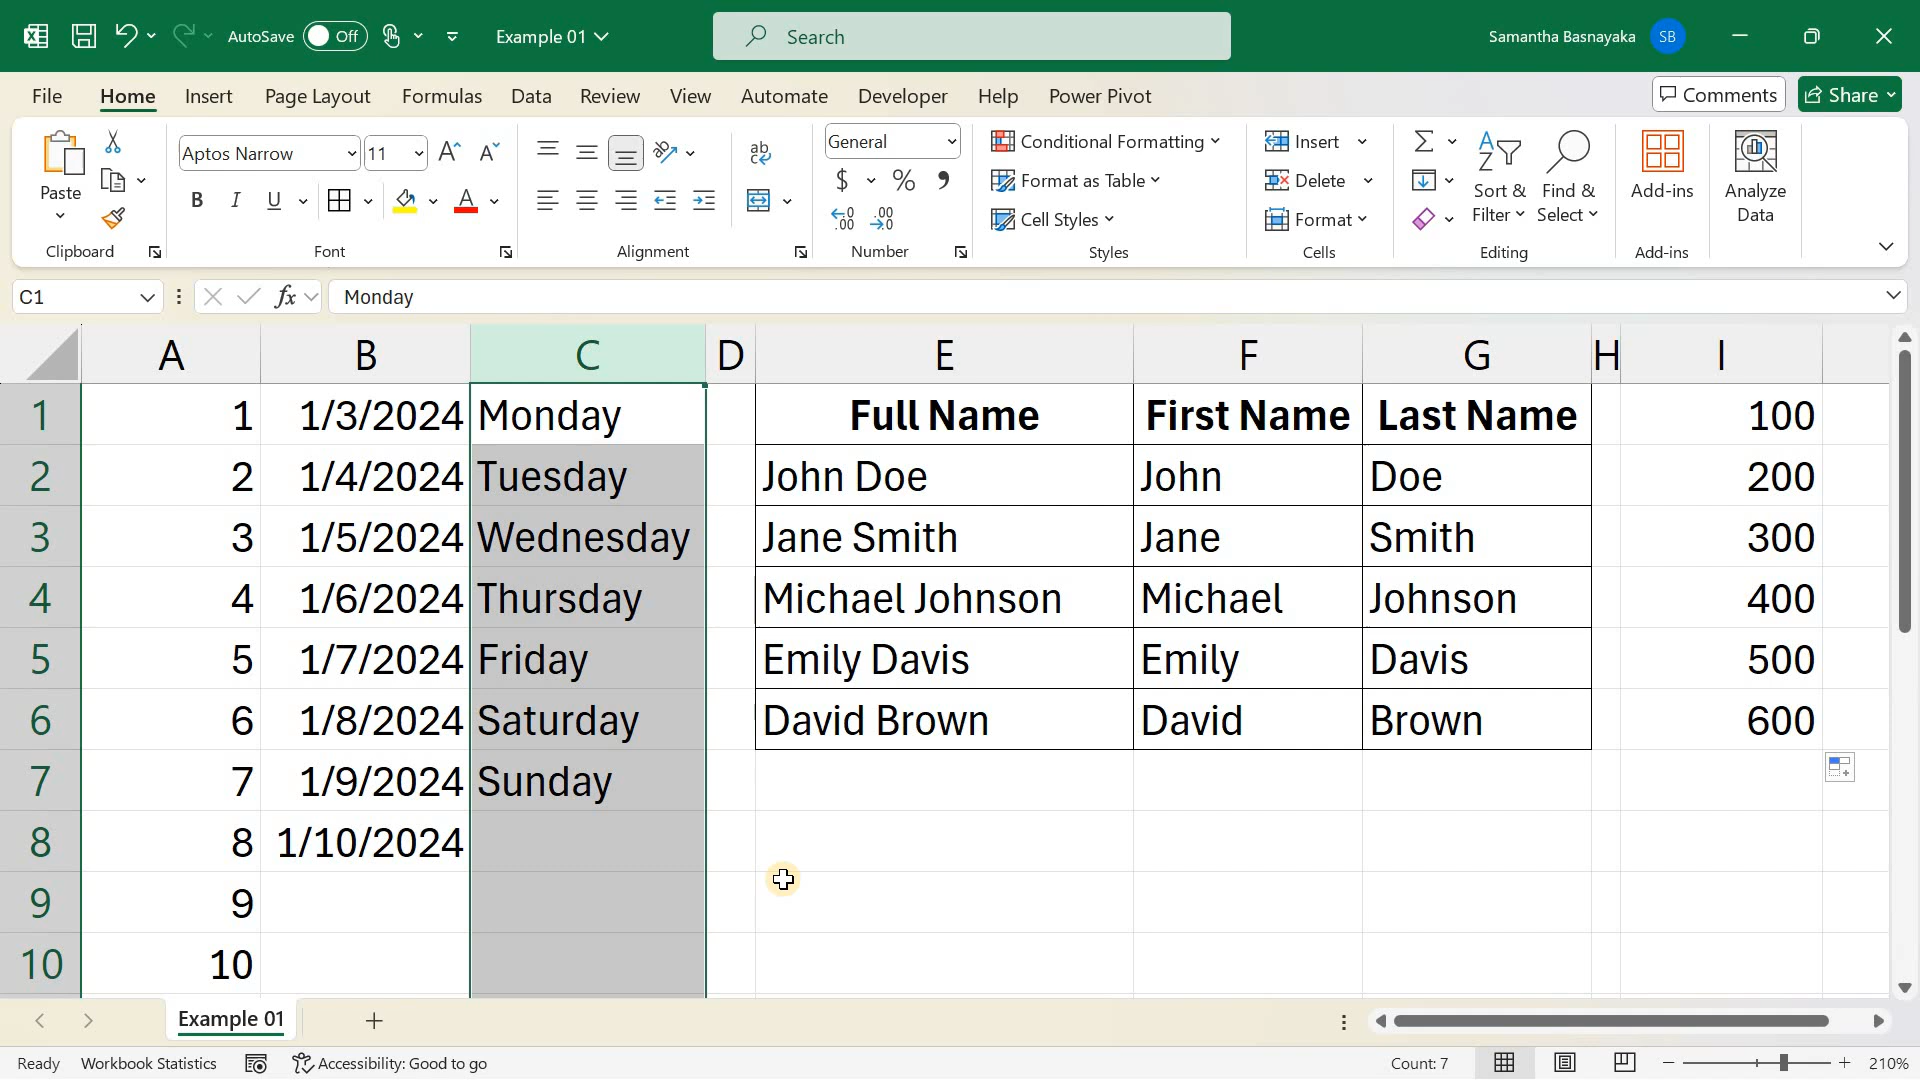 AutoSave Off Example 01 Search Samantha Basnayaka SB
File Home Insert Page Layout Formulas Data Review View Automate Developer Help Power Pivot Comments Share
Paste
Clipboard
Aptos Narrow 11
B I U A
Font
ab
Alignment
General
$ % 9
Number
Conditional Formatting
Format as Table
Cell Styles
Styles
Insert
Delete
Format
Cells
Sort & Filter
Find & Select
Editing
Add-ins
Add-ins
Analyze Data
C1 fx Monday
A B C D E F G H I
1 1 1/3/2024 Monday Full Name First Name Last Name 100
2 2 1/4/2024 Tuesday John Doe John Doe 200
3 3 1/5/2024 Wednesday Jane Smith Jane Smith 300
4 4 1/6/2024 Thursday Michael Johnson Michael Johnson 400
5 5 1/7/2024 Friday Emily Davis Emily Davis 500
6 6 1/8/2024 Saturday David Brown David Brown 600
7 7 1/9/2024 Sunday
8 8 1/10/2024
9 9
10 10
Example 01
Ready Workbook Statistics Accessibility: Good to go Count: 7 210%